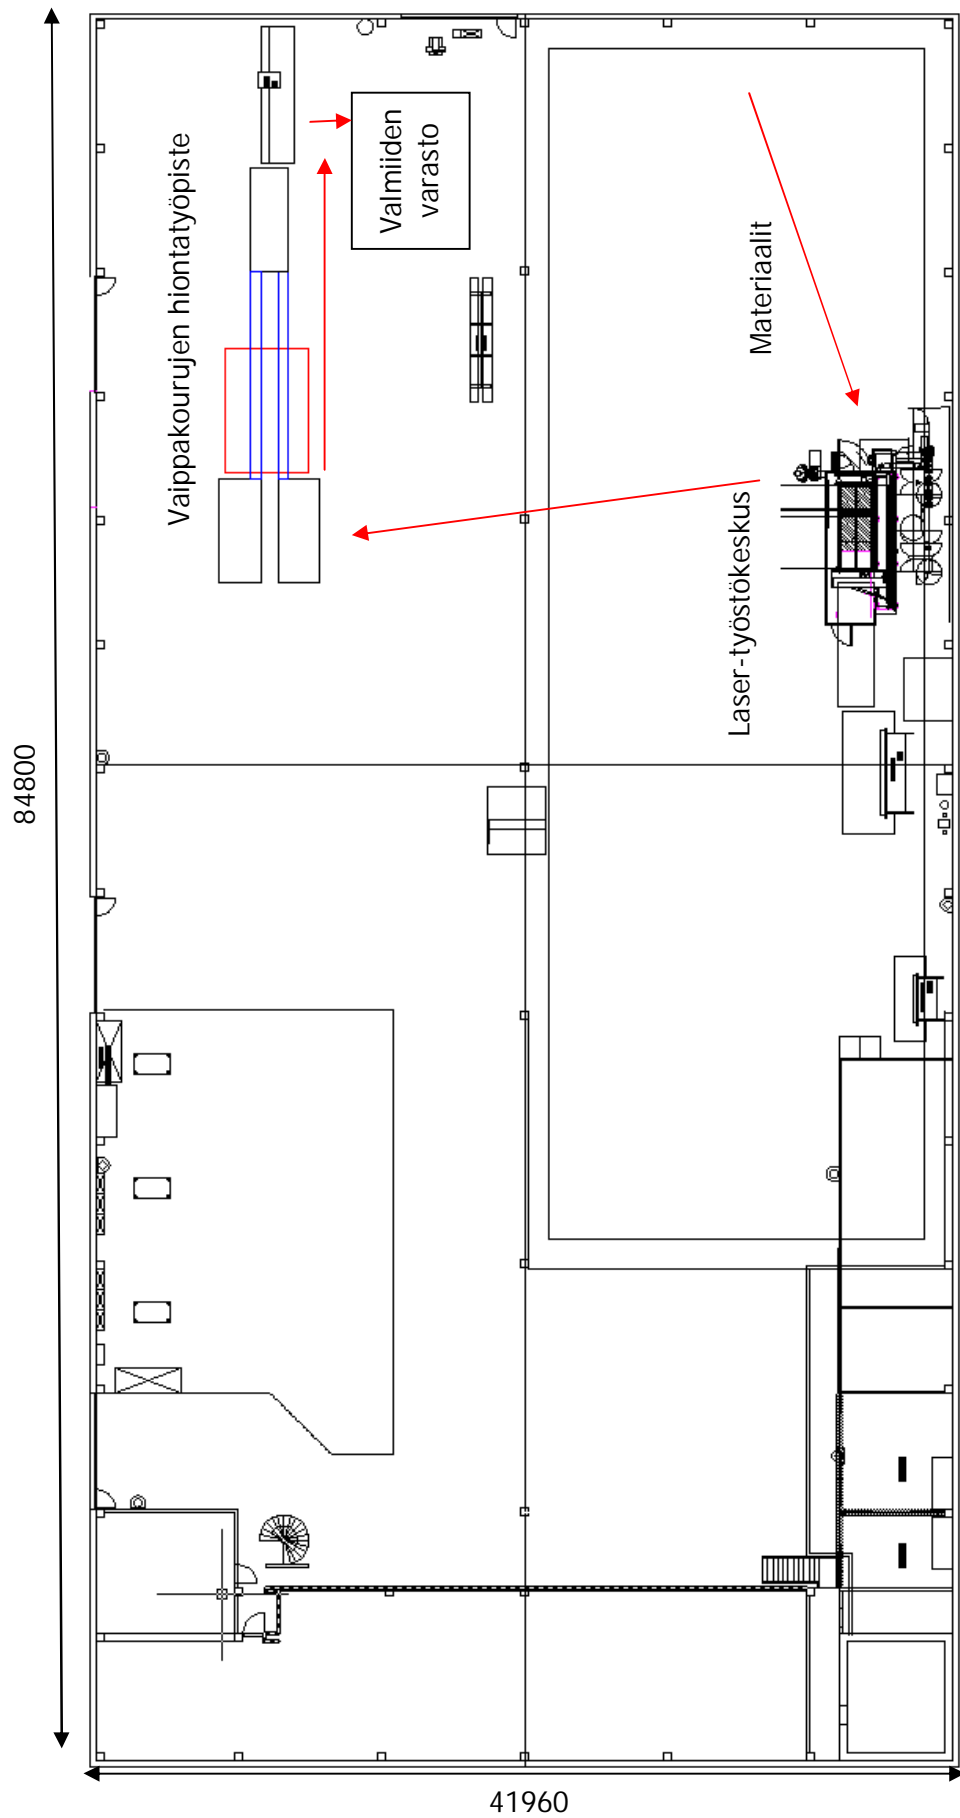 Vaippakourujen hiontatyöpiste
Valmiiden
varasto
Materiaalit
Laser-työstökeskus
84800
41960